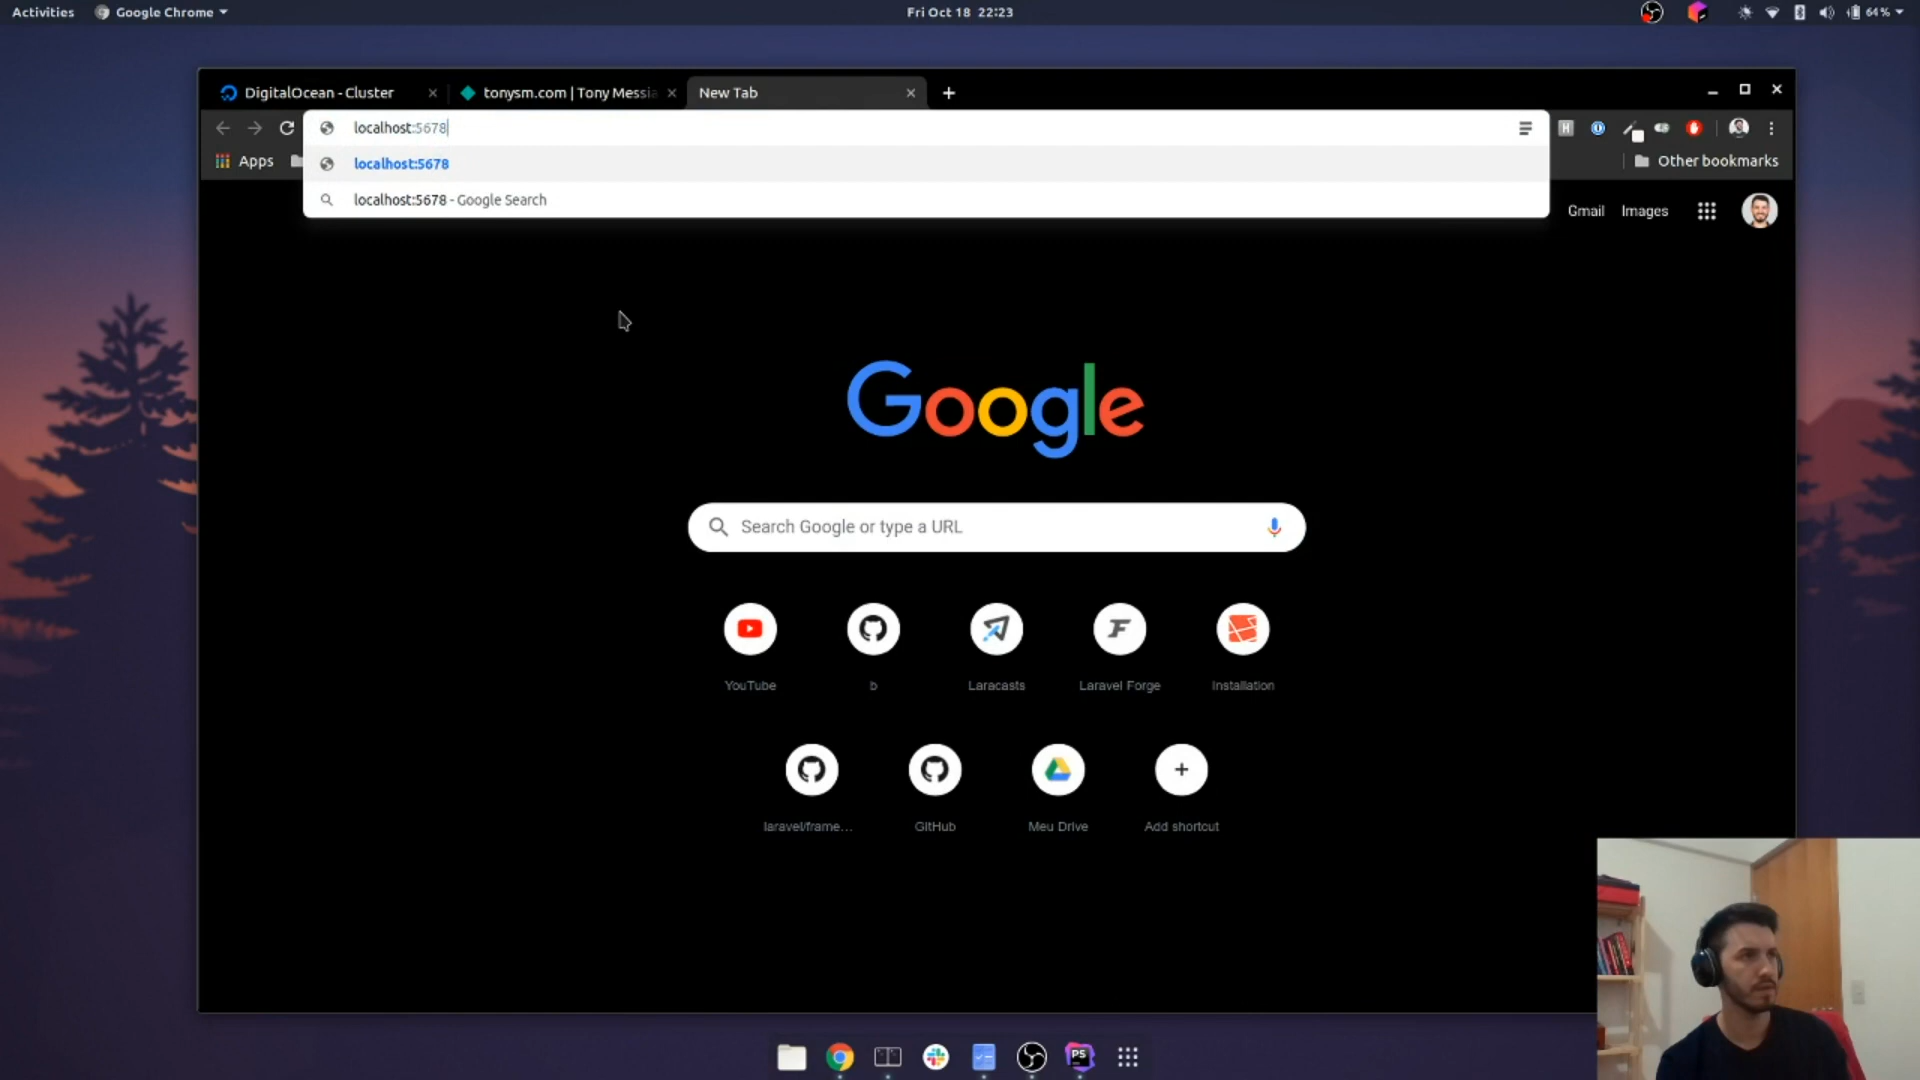 Activities
Google Chrome
Fri Oct 18 22:23
64 %
DigitalOcean - Cluster
tonysm.com | Tony Messia
New Tab
localhost:5678
Apps
localhost:5678
Other bookmarks
localhost:5678 - Google Search
Gmail
Images
Google
Search Google or type a URL
YouTube
b
Laracasts
Laravel Forge
Installation
laravel/frame...
GitHub
Meu Drive
Add shortcut
PS